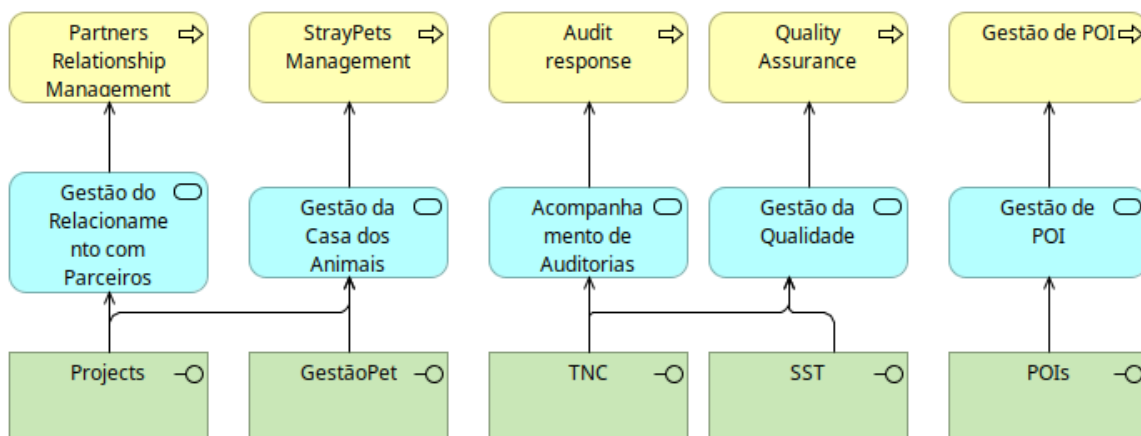 Partners
Relationship
Management
StrayPets
Management
Audit
response
Quality
Assurance
Gestão de POI
Gestão do
Relacioname
nto com
Parceiros
Gestão da
Casa dos
Animais
Acompanha
mento de
Auditorias
Gestão da
Qualidade
Gestão de
POI
Projects
GestãoPet
TNC
SST
POIs